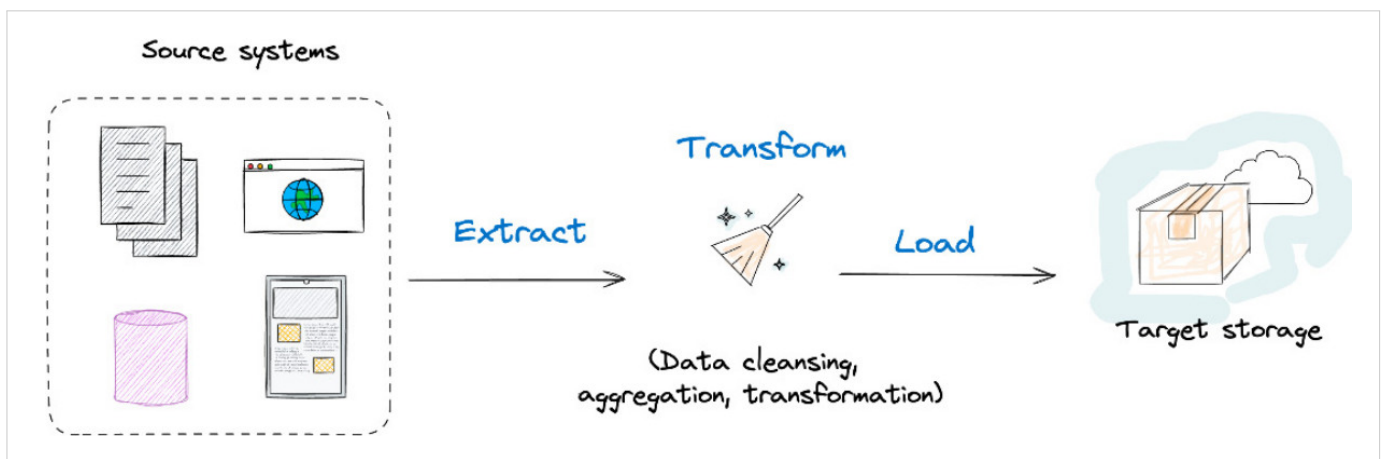 Source systems
Extract
Transform
(Data cleansing,
aggregation, transformation)
Load
Target storage